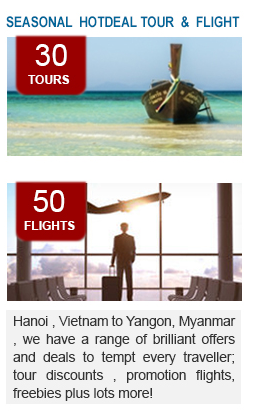 SEASONAL HOTDEAL TOUR & FLIGHT
30
TOURS
50
FLIGHTS
Hanoi , Vietnam to Yangon, Myanmar
, we have a range of brilliant offers
and deals to tempt every traveller;
tour discounts , promotion flights,
freebies plus lots more!